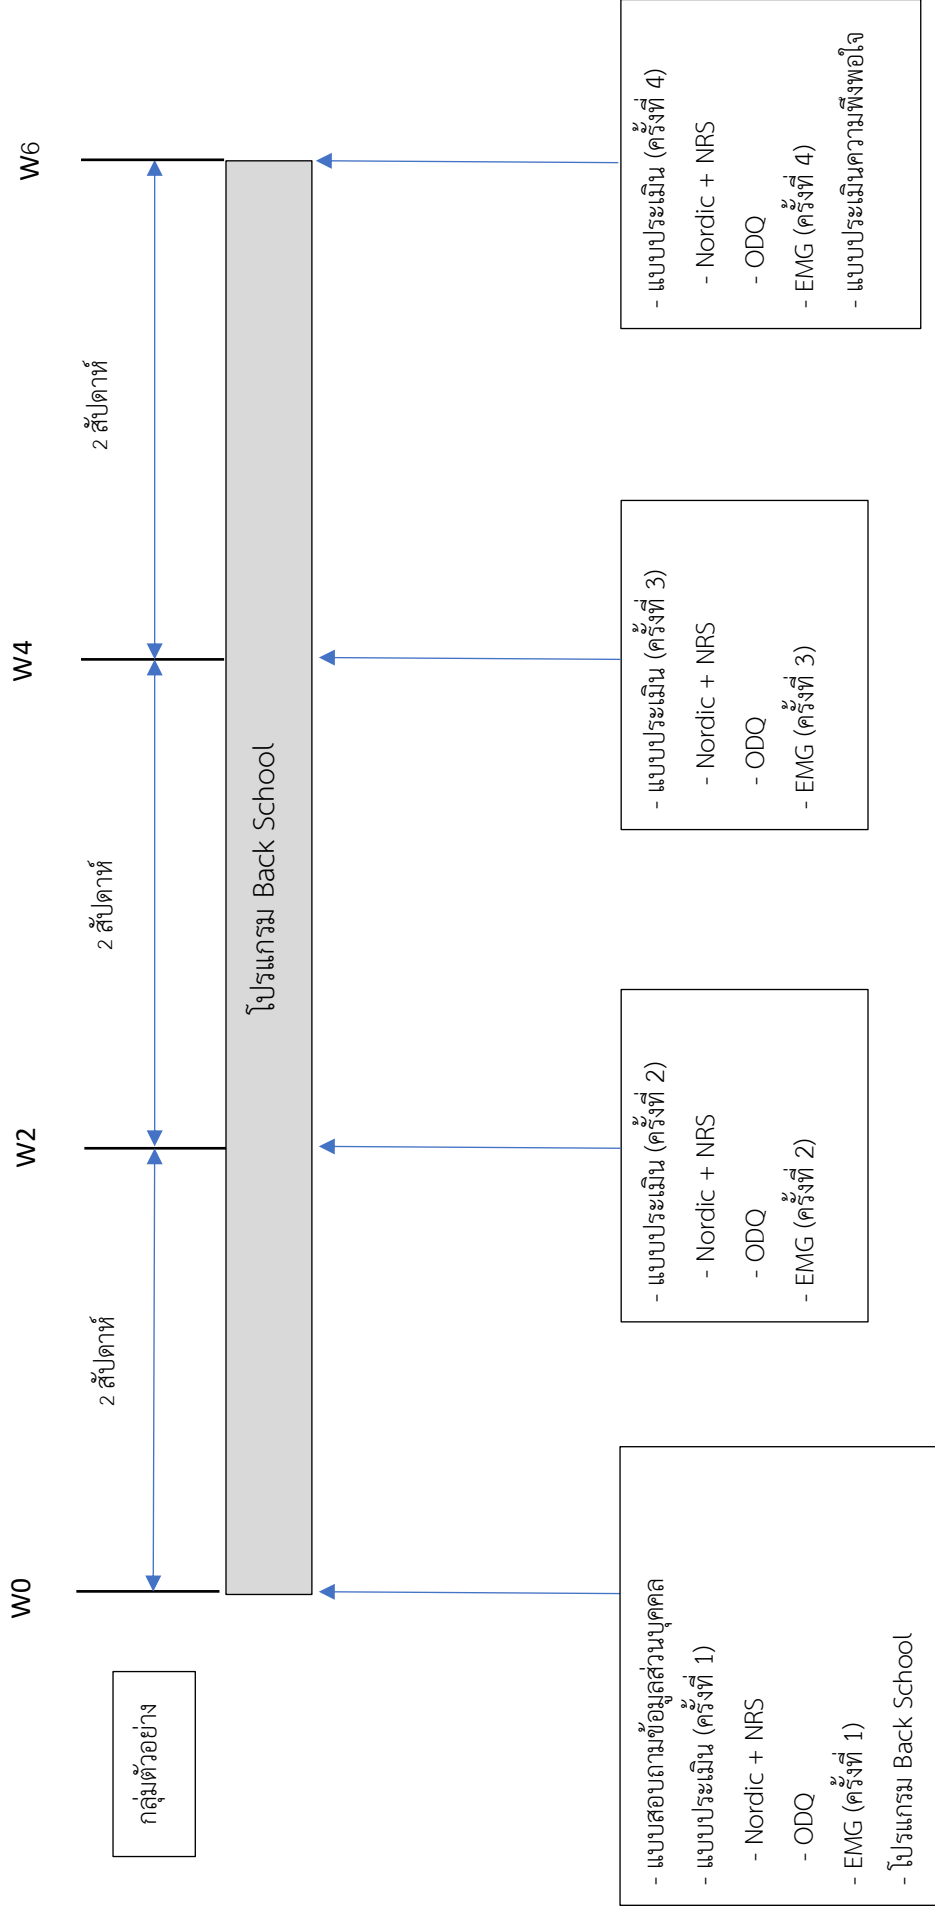 W0
W2
W4
W6
กลุ่มตัวอย่าง
2 สัปดาห์
2 สัปดาห์
2 สัปดาห์
โปรแกรม Back School
- แบบสอบถามข้อมูลส่วนบุคคล
- แบบประเมิน (ครั้งที่ 1)
- Nordic + NRS
- ODQ
- EMG (ครั้งที่ 1)
- โปรแกรม Back School
- แบบประเมิน (ครั้งที่ 2)
- Nordic + NRS
- ODQ
- EMG (ครั้งที่ 2)
- แบบประเมิน (ครั้งที่ 3)
- Nordic + NRS
- ODQ
- EMG (ครั้งที่ 3)
- แบบประเมิน (ครั้งที่ 4)
- Nordic + NRS
- ODQ
- EMG (ครั้งที่ 4)
- แบบประเมินความพึงพอใจ